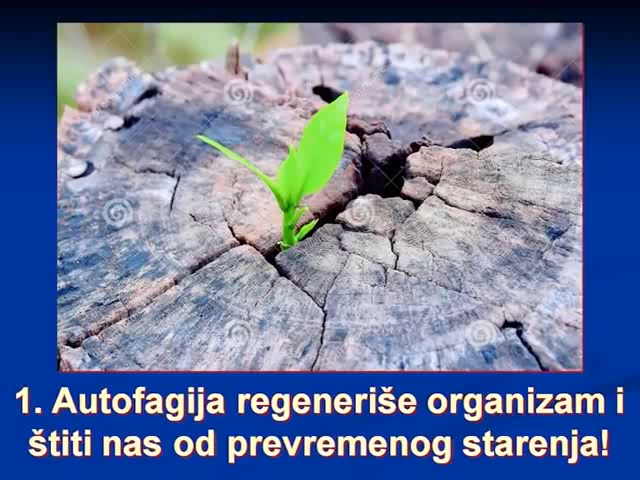 1. Autofagija regeneriše organizam i
štiti nas od prevremenog starenja!